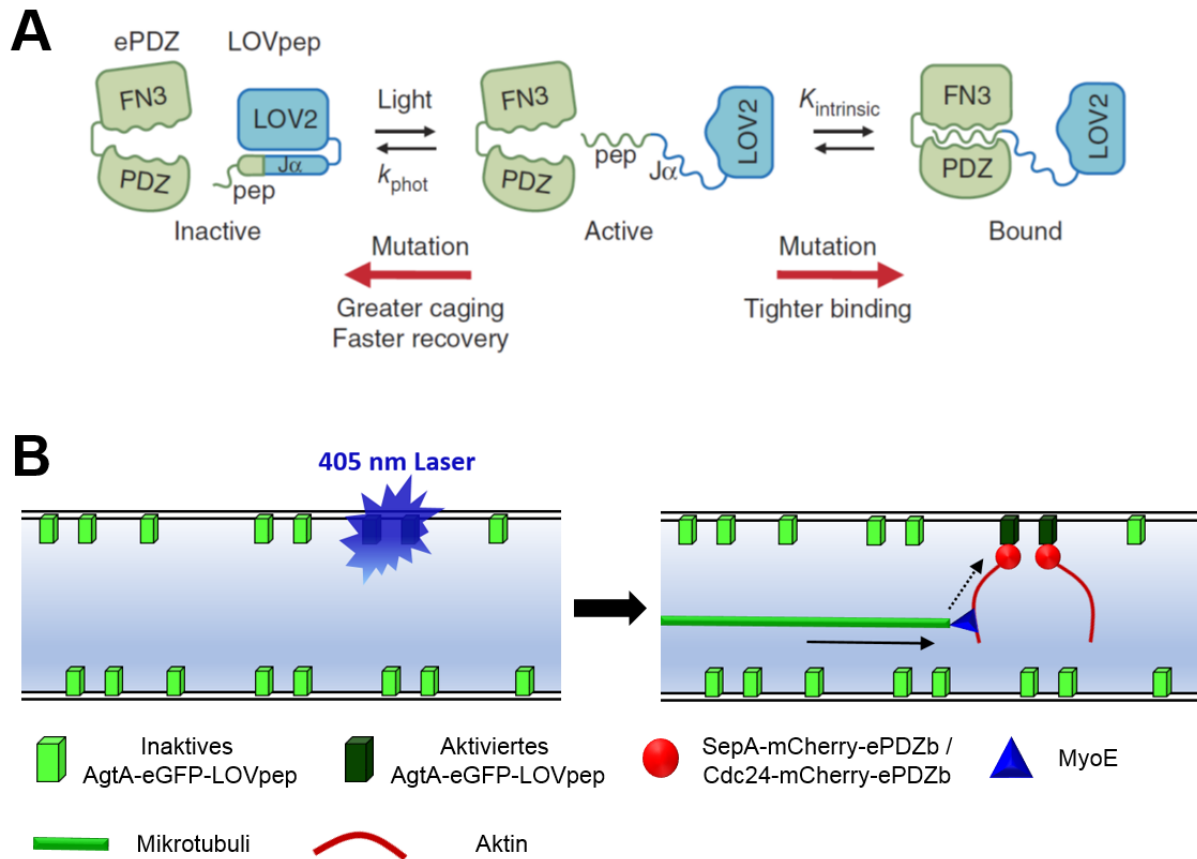 A
ePDZ LOVpep
FN3
PDZ
LOV2
Jα
pep
Inactive
Light
kphot
FN3
PDZ
pep
Jα
LOV2
Active
Kintrinsic
FN3
PDZ
LOV2
Bound
Mutation
Greater caging
Faster recovery
Mutation
Tighter binding
B
405 nm Laser
Inaktives
AgtA-eGFP-LOVpep
Aktiviertes
AgtA-eGFP-LOVpep
SepA-mCherry-ePDZb /
Cdc24-mCherry-ePDZb
MyoE
Mikrotubuli
Aktin